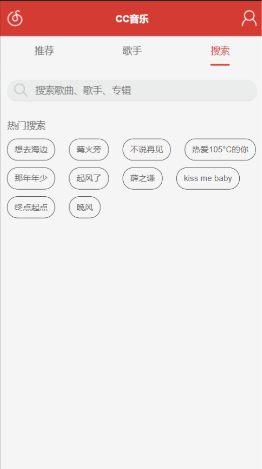 CC音乐
推荐 歌手 搜索
搜索歌曲、歌手、专辑
热门搜索
想去海边 篝火旁 不说再见 热爱105°C的你
那年年少 起风了 薛之谦 kiss me baby
终点起点 晚风